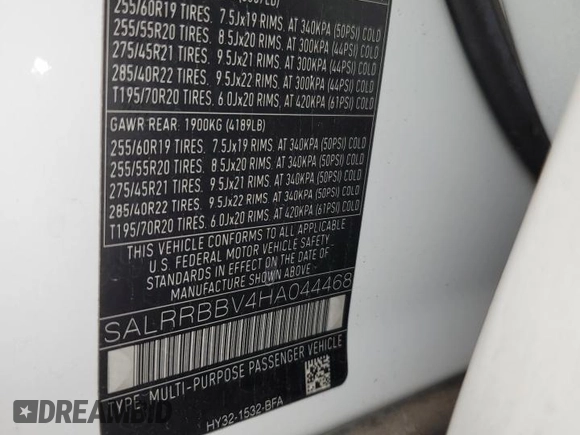 255/60R19 TIRES. 7.5Jx19 RIMS. AT 340KPA (50PSI) COLD
255/55R20 TIRES. 8.5Jx20 RIMS. AT 300KPA (44PSI) COLD
275/45R21 TIRES. 9.5Jx21 RIMS. AT 300KPA (44PSI) COLD
285/40R22 TIRES. 9.5Jx22 RIMS. AT 300KPA (44PSI) COLD
T195/70R20 TIRES. 6.0Jx20 RIMS. AT 420KPA (61PSI) COLD
GAWR REAR: 1900KG (4189LB)
255/60R19 TIRES. 7.5Jx19 RIMS. AT 340KPA (50PSI) COLD
255/55R20 TIRES. 8.5Jx20 RIMS. AT 340KPA (50PSI) COLD
275/45R21 TIRES. 9.5Jx21 RIMS. AT 340KPA (50PSI) COLD
285/40R22 TIRES. 9.5Jx22 RIMS. AT 340KPA (50PSI) COLD
T195/70R20 TIRES. 6.0Jx20 RIMS. AT 420KPA (61PSI) COLD
THIS VEHICLE CONFORMS TO ALL APPLICABLE
U.S. FEDERAL MOTOR VEHICLE SAFETY
STANDARDS IN EFFECT ON THE DATE OF
MANUFACTURE SHOWN ABOVE.
SALRRBBV4HA044468
TYPE: MULTI-PURPOSE PASSENGER VEHICLE
HY32-1532-BFA
DREAMBID